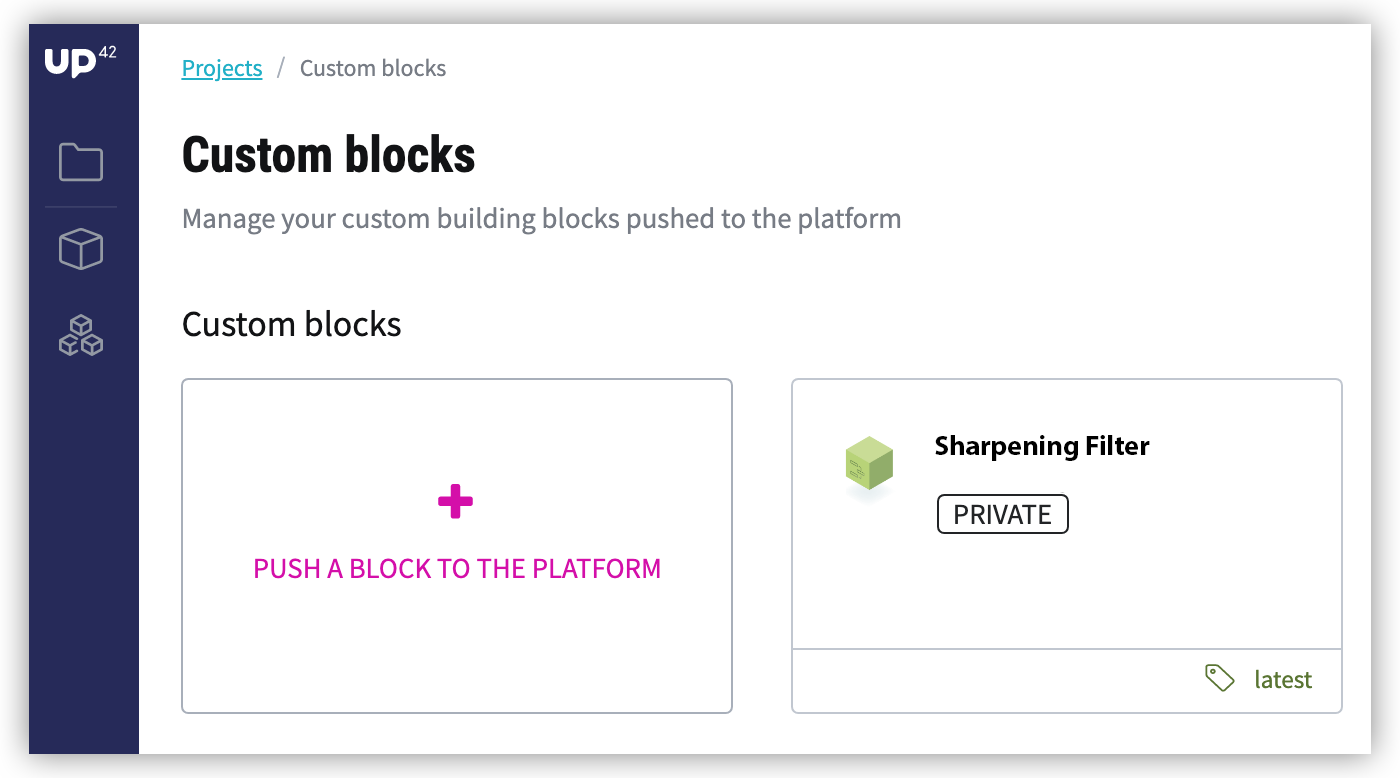 UP42
Projects / Custom blocks
Custom blocks
Manage your custom building blocks pushed to the platform
Custom blocks
PUSH A BLOCK TO THE PLATFORM
Sharpening Filter
PRIVATE
latest